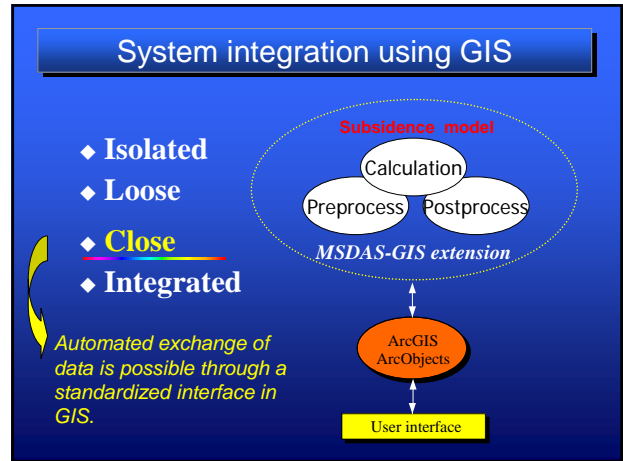 System integration using GIS
◆ Isolated
◆ Loose
◆ Close
◆ Integrated
Automated exchange of
data is possible through a
standardized interface in
GIS.
Subsidence model
Calculation
Preprocess
Postprocess
MSDAS-GIS extension
ArcGIS
ArcObjects
User interface